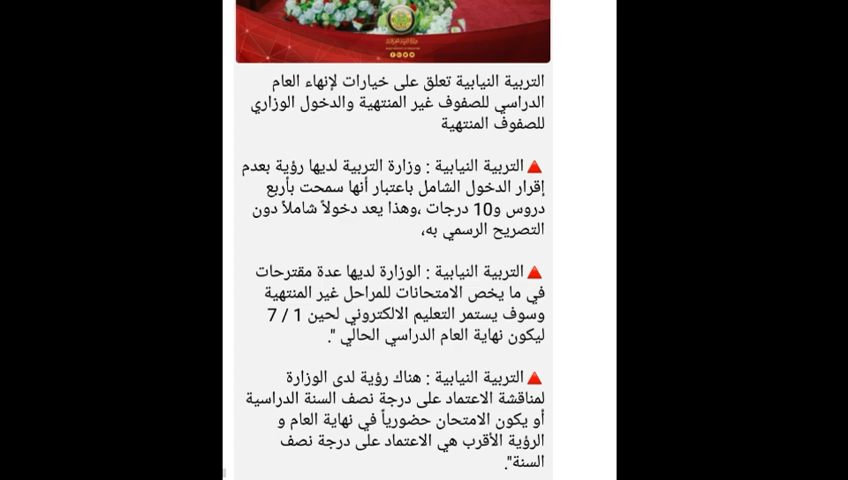 التربية النيابية تعلق على خيارات لإنهاء العام
الدراسي للصفوف غير المنتهية والدخول الوزاري
للصفوف المنتهية
🔺التربية النيابية : وزارة التربية لديها رؤية بعدم
إقرار الدخول الشامل باعتبار أنها سمحت بأربع
دروس و10 درجات ،وهذا يعد دخولاً شاملاً دون
التصريح الرسمي به،
🔺التربية النيابية : الوزارة لديها عدة مقترحات
في ما يخص الامتحانات للمراحل غير المنتهية
وسوف يستمر التعليم الالكتروني لحين 1 / 7
ليكون نهاية العام الدراسي الحالي ".
🔺التربية النيابية : هناك رؤية لدى الوزارة
لمناقشة الاعتماد على درجة نصف السنة الدراسية
أو يكون الامتحان حضورياً في نهاية العام و
الرؤية الأقرب هي الاعتماد على درجة نصف
السنة".